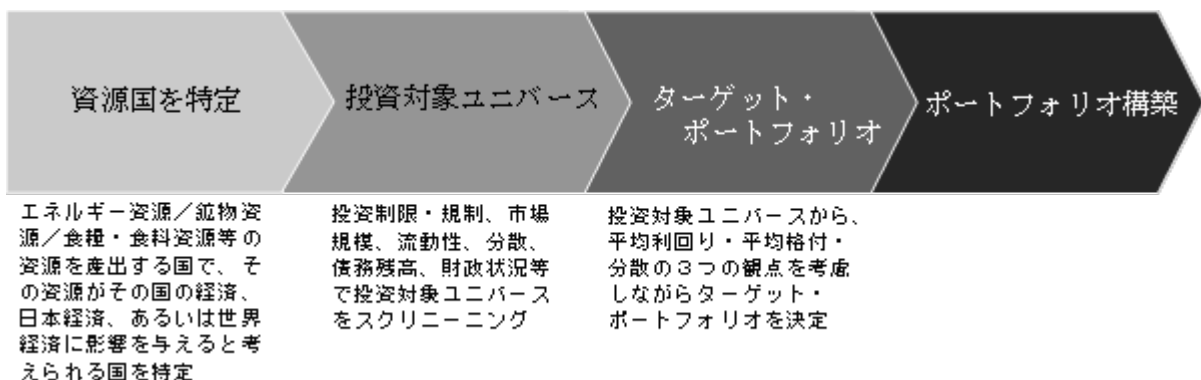 資源国を特定
投資対象ユニバース
ターゲット・
ポートフォリオ
ポートフォリオ構築
エネルギー資源／鉱物資
源／食糧・食料資源等の
資源を産出する国で、そ
の資源がその国の経済、
日本経済、あるいは世界
経済に影響を与えると考
えられる国を特定
投資制限・規制、市場
規模、流動性、分散、
債務残高、財政状況等
で投資対象ユニバース
をスクリーニング
投資対象ユニバースから、
平均利回り・平均格付・
分散の３つの観点を考慮
しながらターゲット・
ポートフォリオを決定